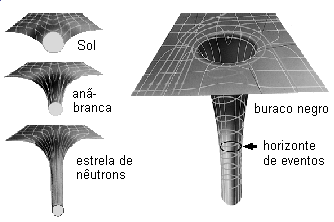 Sol
anã-
branca
estrela de
nêutrons
buraco negro
horizonte
de eventos